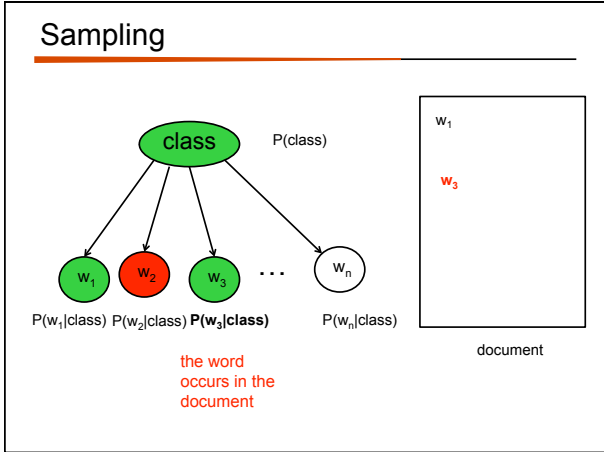 Sampling
class
P(class)
w₁
w₂
w₃
...
wₙ
P(w₁|class) P(w₂|class) P(w₃|class) P(wₙ|class)
the word
occurs in the
document
w₁
w₃
document